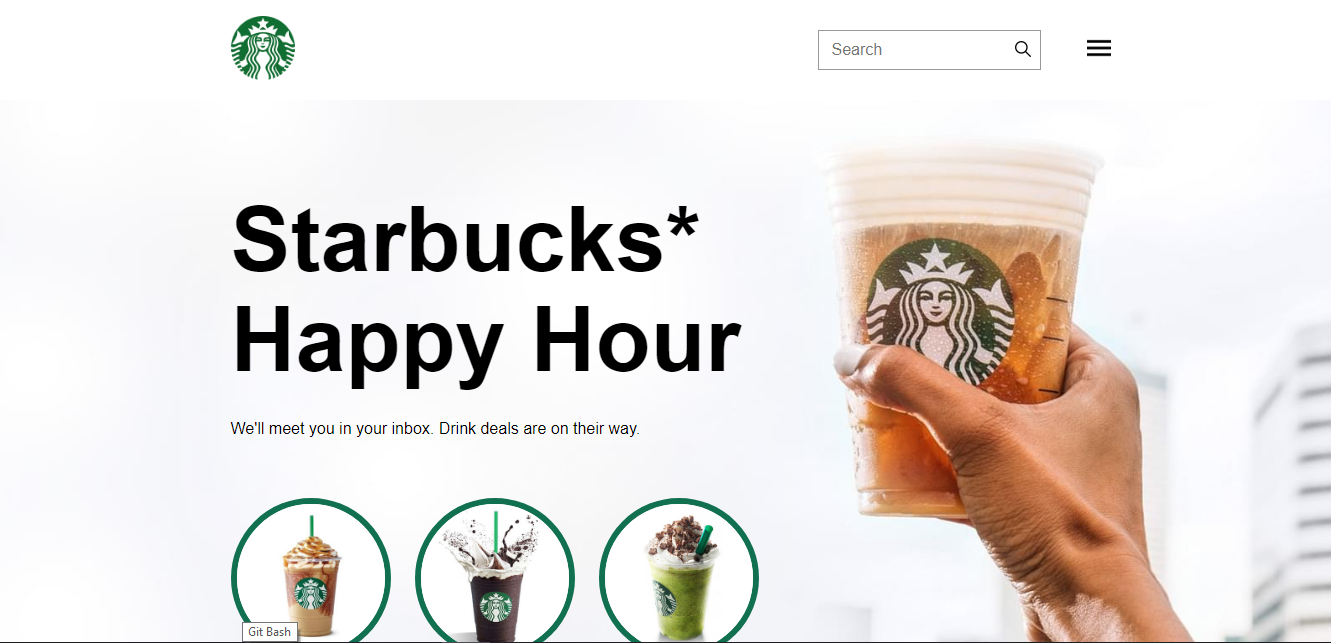 Search
Starbucks*
Happy Hour
We'll meet you in your inbox. Drink deals are on their way.
Git Bash